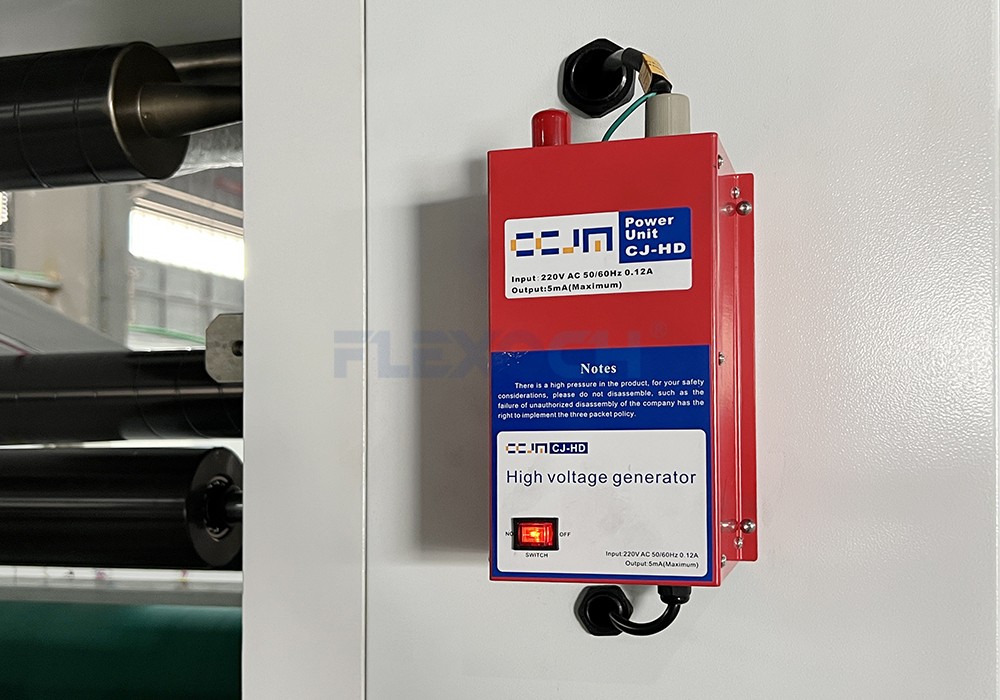 CCJM
Power
Unit
CJ-HD
Input: 220V AC 50/60Hz 0.12A
Output:5mA(Maximum)
FLEXTECH®
Notes
There is a high pressure in the product, for your safety
considerations, please do not disassemble, such as the
failure of unauthorized disassembly of the company has the
right to implement the three packet policy.
CCJM CJ-HD
High voltage generator
NO OFF
SWITCH
Input:220V AC 50/60Hz 0.12A
Output:5mA(Maximum)